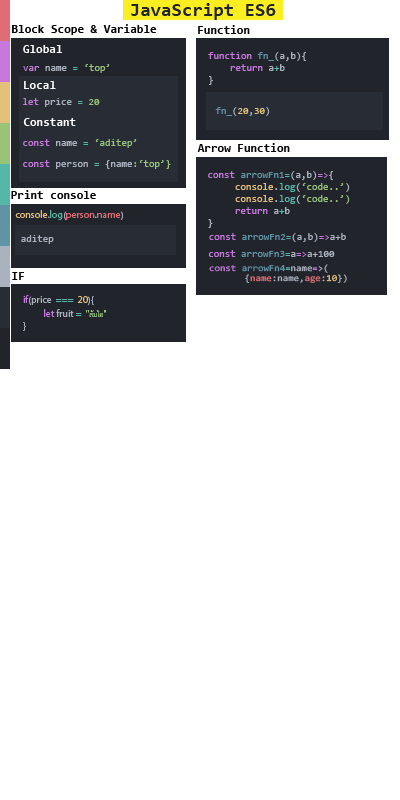 JavaScript ES6
Block Scope & Variable
Global
var name = ‘top’
Local
let price = 20
Constant
const name = ‘aditep’
const person = {name:‘top’}
Print console
console.log(person.name)
aditep
IF
if(price === 20){
let fruit = "ส้มโต"
}
Function
function fn_(a,b){
return a+b
}
fn_(20,30)
Arrow Function
const arrowFn1=(a,b)=>{
console.log(‘code..’)
console.log(‘code..’)
return a+b
}
const arrowFn2=(a,b)=>a+b
const arrowFn3=a=>a+100
const arrowFn4=name=>(
{name:name,age:10})